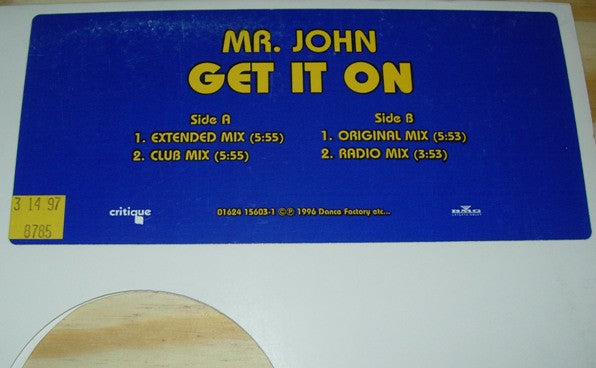 MR. JOHN
GET IT ON
Side A
1. EXTENDED MIX (5:55)
2. CLUB MIX (5:55)
Side B
1. ORIGINAL MIX (5:53)
2. RADIO MIX (3:53)
3 14 97
8785
critique
01624 15603-1 ©℗ 1996 Dance Factory etc...
BMG